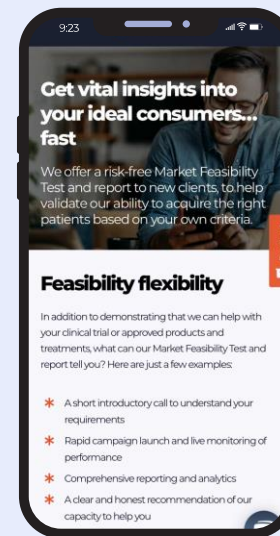 9:23
Get vital insights into
your ideal consumers...
fast
We offer a risk-free Market Feasibility
Test and report to new clients, to help
validate our ability to acquire the right
patients based on your own criteria.
Feasibility flexibility
In addition to demonstrating that we can help with
your clinical trial or approved products and
treatments, what can our Market Feasibility Test and
report tell you? Here are just a few examples:
A short introductory call to understand your
requirements
Rapid campaign launch and live monitoring of
performance
Comprehensive reporting and analytics
A clear and honest recommendation of our
capacity to help you